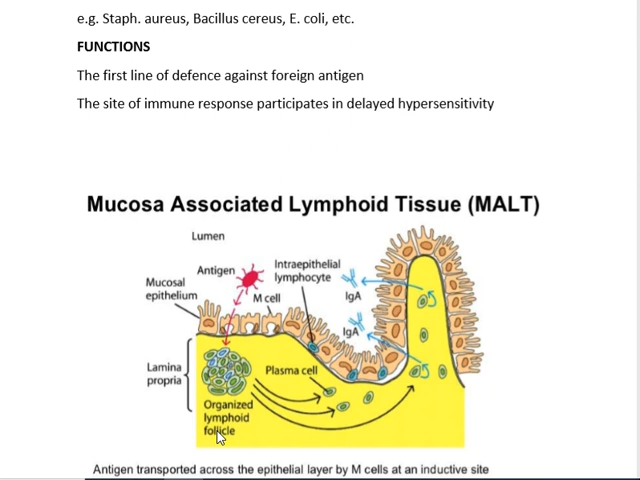 e.g. Staph. aureus, Bacillus cereus, E. coli, etc.
FUNCTIONS
The first line of defence against foreign antigen
The site of immune response participates in delayed hypersensitivity
Mucosa Associated Lymphoid Tissue (MALT)
Lumen
Antigen
Intraepithelial
lymphocyte
Mucosal
epithelium
M cell
IgA
IgA
Lamina
propria
Plasma cell
Organized
lymphoid
follicle
Antigen transported across the epithelial layer by M cells at an inductive site